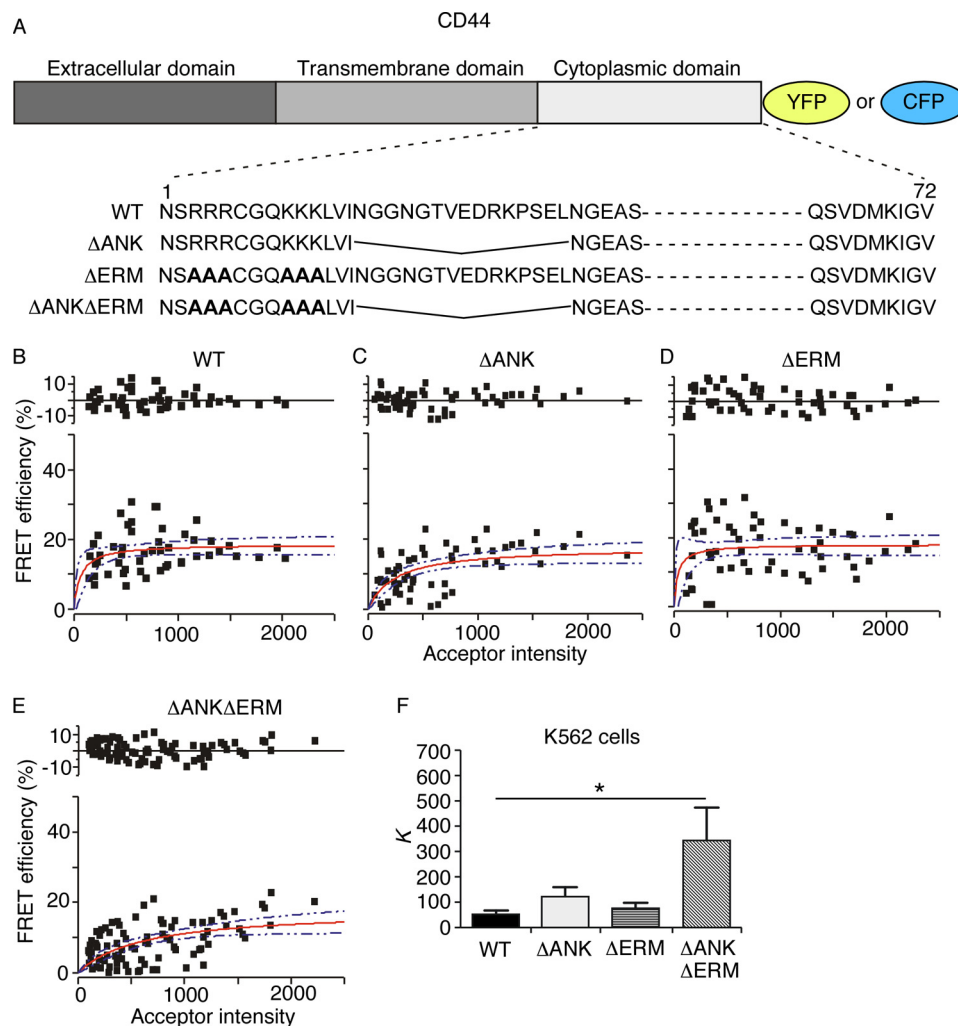 CD44
A
Extracellular domain
Transmembrane domain
Cytoplasmic domain
YFP or CFP
1 72
WT NSRRRCGQKKKLVINGGNGTVEDRKPSELNGEAS QSVDMKIGV
ΔANK NSRRRCGQKKKLVI NGEAS QSVDMKIGV
ΔERM NSAAACGQAAALVINGGNGTVEDRKPSELNGEAS QSVDMKIGV
ΔANKΔERM NSAAACGQAAALVI NGEAS QSVDMKIGV
B WT
C ΔANK
D ΔERM
10
-10
FRET efficiency (%)
50
40
20
0
0 1000 2000
0 1000 2000
0 1000 2000
Acceptor intensity
E ΔANKΔERM
10
-10
FRET efficiency (%)
40
20
0
0 1000 2000
Acceptor intensity
F
K562 cells
700
600
500
400
300
200
100
0
K
*
WT ΔANK ΔERM ΔANK
ΔERM